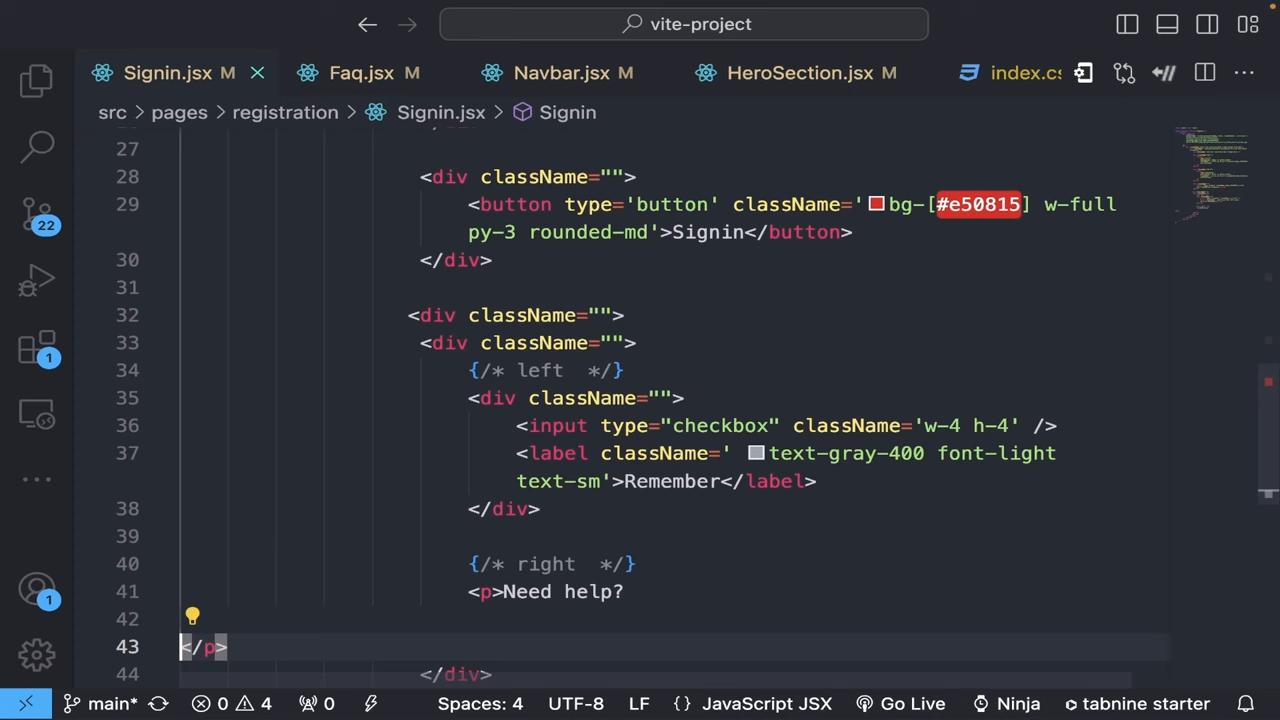 vite-project
Signin.jsx M
Faq.jsx M
Navbar.jsx M
HeroSection.jsx M
index.cs
src > pages > registration > Signin.jsx > Signin
27
28 <div className="">
29 <button type='button' className=' bg-[#e50815] w-full
py-3 rounded-md'>Signin</button>
30 </div>
31
32 <div className="">
33 <div className="">
34 {/* left  */}
35 <div className="">
36 <input type="checkbox" className='w-4 h-4' />
37 <label className=' text-gray-400 font-light
text-sm'>Remember</label>
38 </div>
39
40 {/* right  */}
41 <p>Need help?
42
43 </p>
44 </div>
22
1
1
main* 0 4 0 Spaces: 4 UTF-8 LF {} JavaScript JSX Go Live Ninja tabnine starter